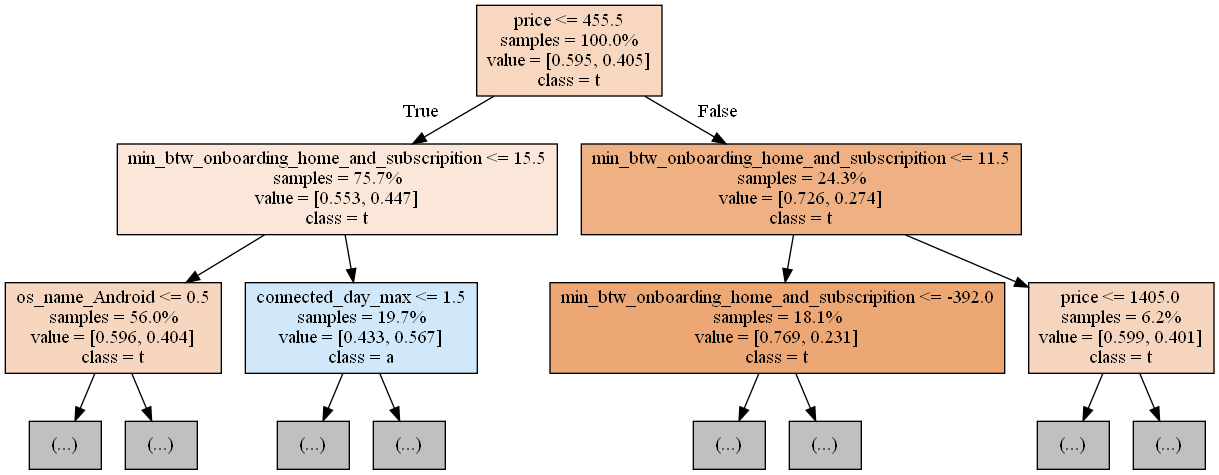 price <= 455.5
samples = 100.0%
value = [0.595, 0.405]
class = t
True
False
min_btw_onboarding_home_and_subscripition <= 15.5
samples = 75.7%
value = [0.553, 0.447]
class = t
min_btw_onboarding_home_and_subscripition <= 11.5
samples = 24.3%
value = [0.726, 0.274]
class = t
os_name_Android <= 0.5
samples = 56.0%
value = [0.596, 0.404]
class = t
connected_day_max <= 1.5
samples = 19.7%
value = [0.433, 0.567]
class = a
min_btw_onboarding_home_and_subscripition <= -392.0
samples = 18.1%
value = [0.769, 0.231]
class = t
price <= 1405.0
samples = 6.2%
value = [0.599, 0.401]
class = t
(...)
(...)
(...)
(...)
(...)
(...)
(...)
(...)